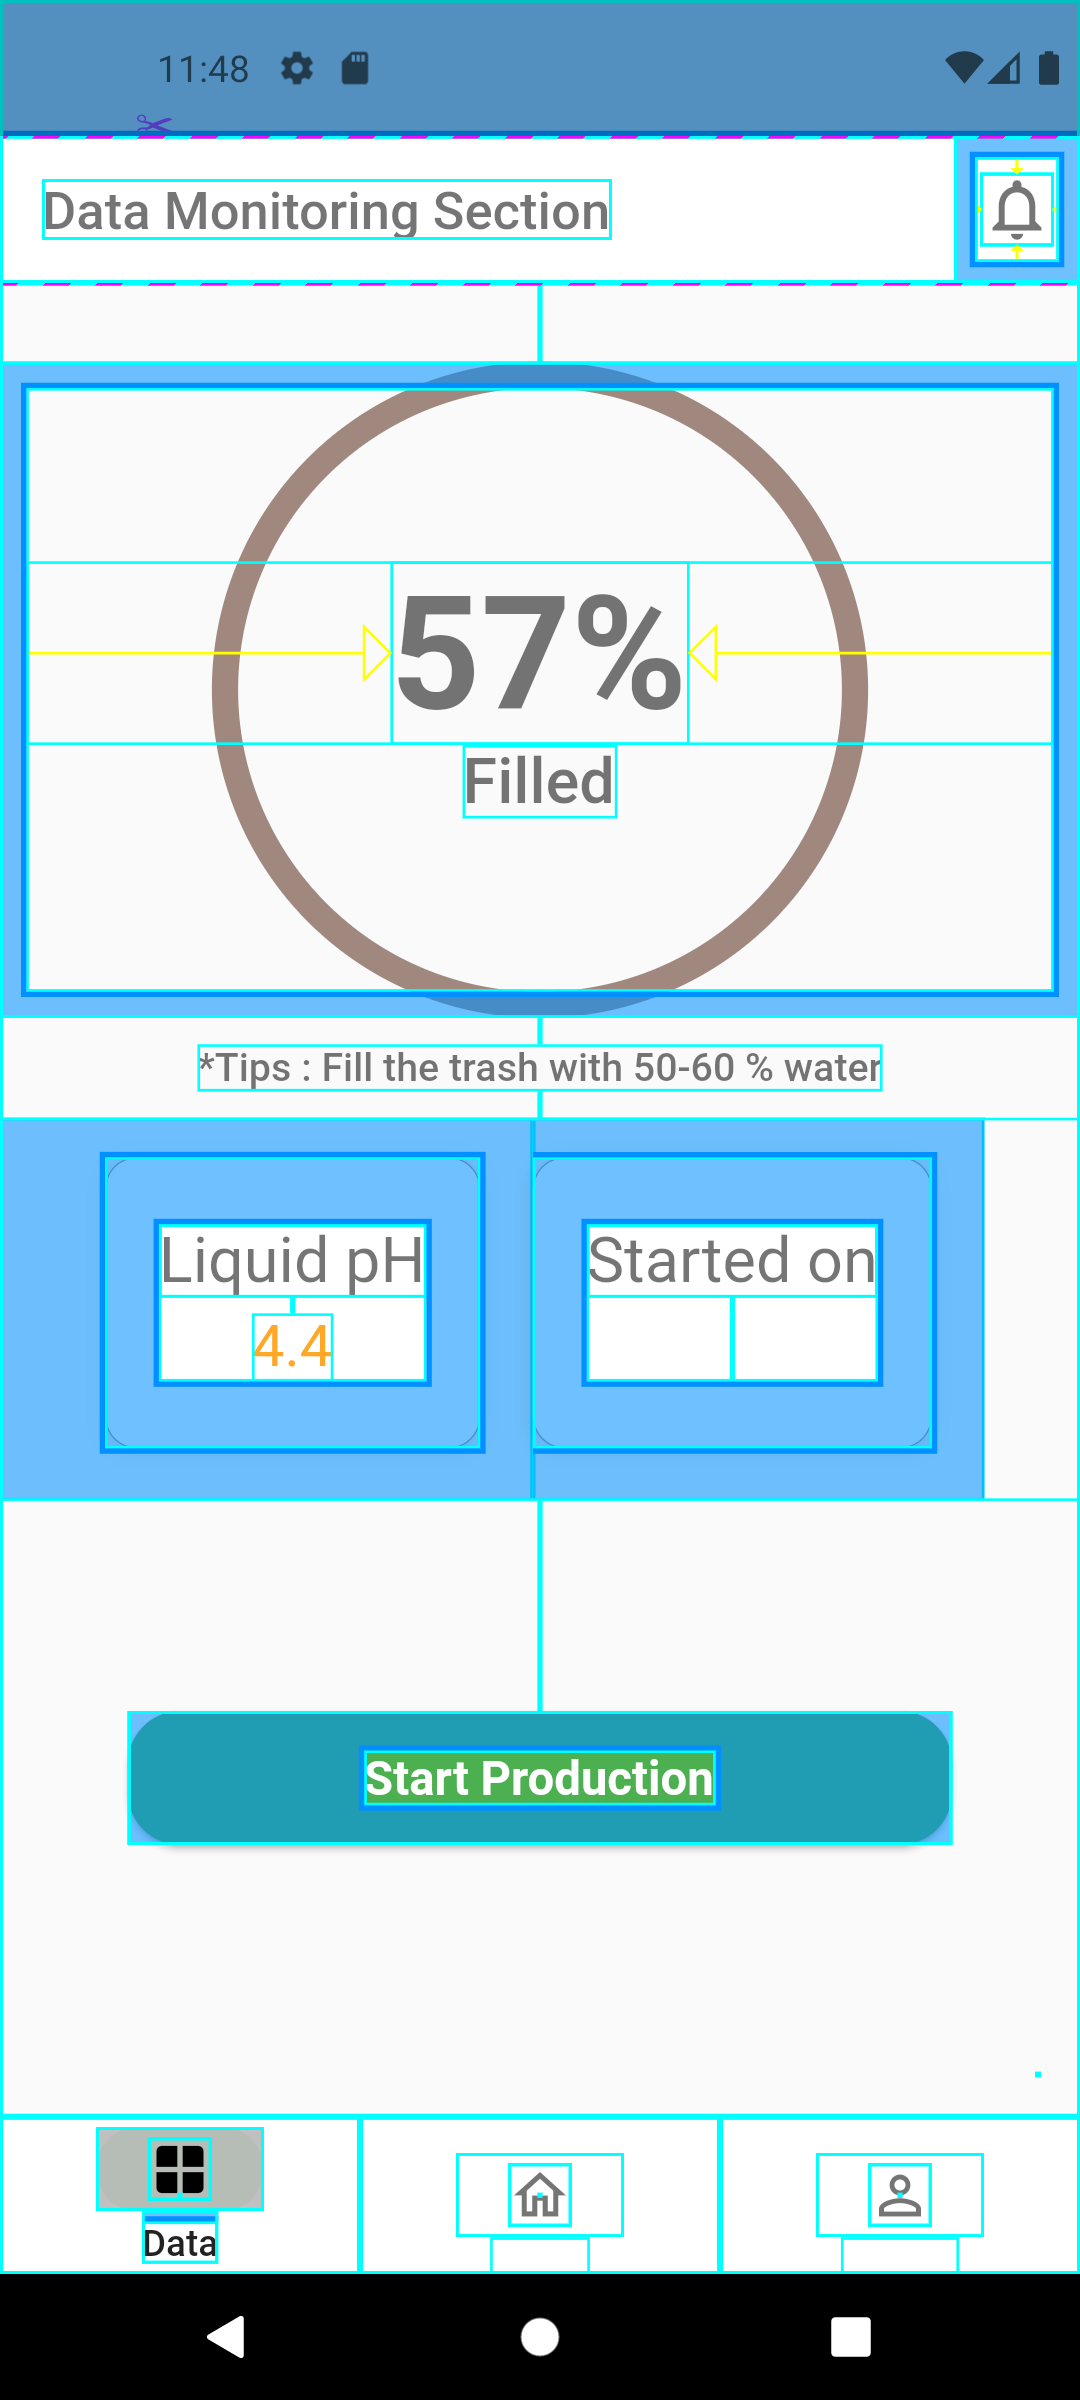 11:48
Data Monitoring Section
57%
Filled
*Tips : Fill the trash with 50-60 % water
Liquid pH
Started on
4.4
Start Production
Data